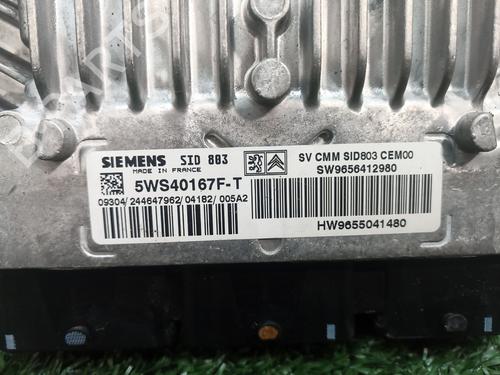 SIEMENS SID 803
MADE IN FRANCE
5WS40167F-T
09304/244647962/04182/005A2
SV CMM SID803 CEM00
SW9656412980
HW9655041480